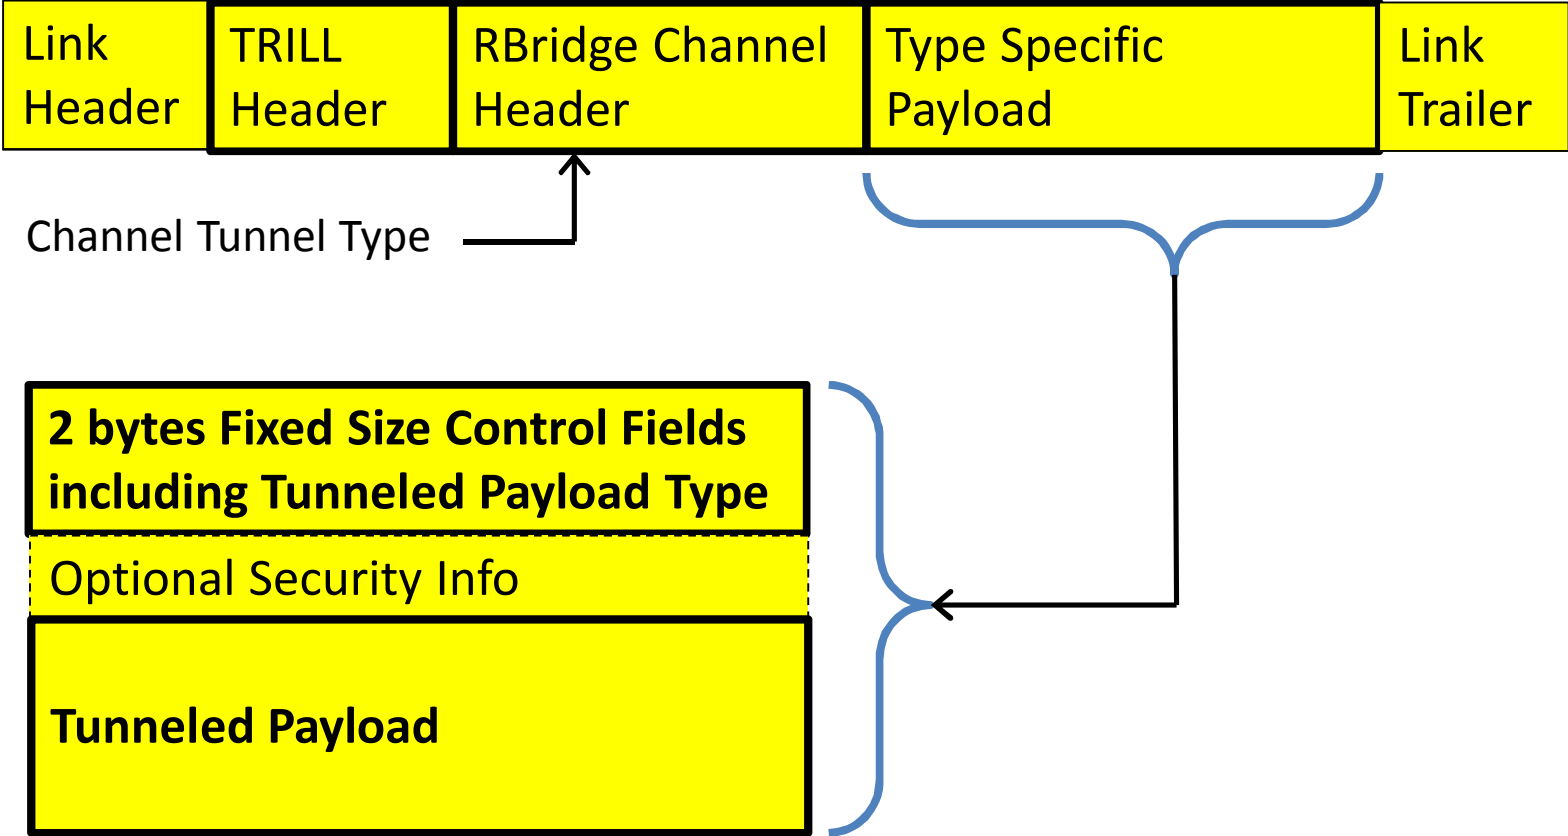 Link
Header
TRILL
Header
RBridge Channel
Header
Type Specific
Payload
Link
Trailer
Channel Tunnel Type
2 bytes Fixed Size Control Fields
including Tunneled Payload Type
Optional Security Info
Tunneled Payload